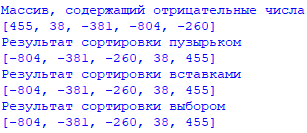 Массив, содержащий отрицательные числа
[455, 38, -381, -804, -260]
Результат сортировки пузырьком
[-804, -381, -260, 38, 455]
Результат сортировки вставками
[-804, -381, -260, 38, 455]
Результат сортировки выбором
[-804, -381, -260, 38, 455]